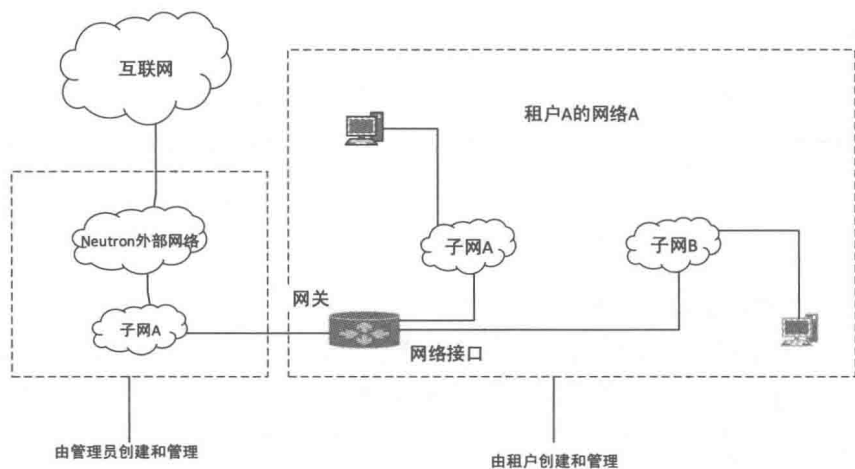 互联网
租户A的网络A
Neutron外部网络
子网A
子网B
网关
子网A
网络接口
由管理员创建和管理
由租户创建和管理